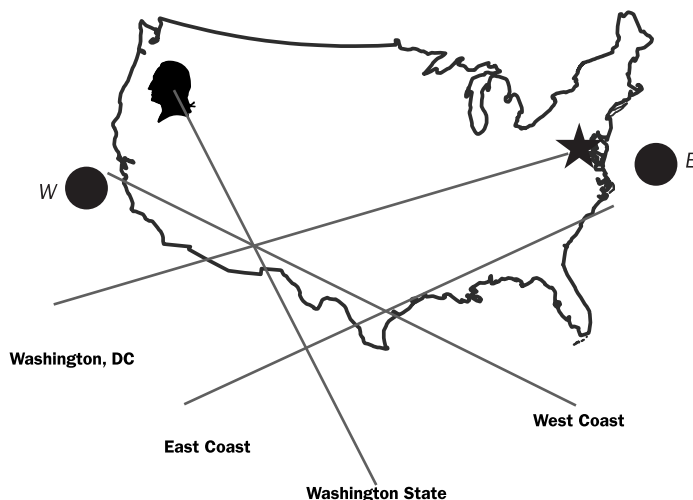 W
E
Washington, DC
West Coast
East Coast
Washington State